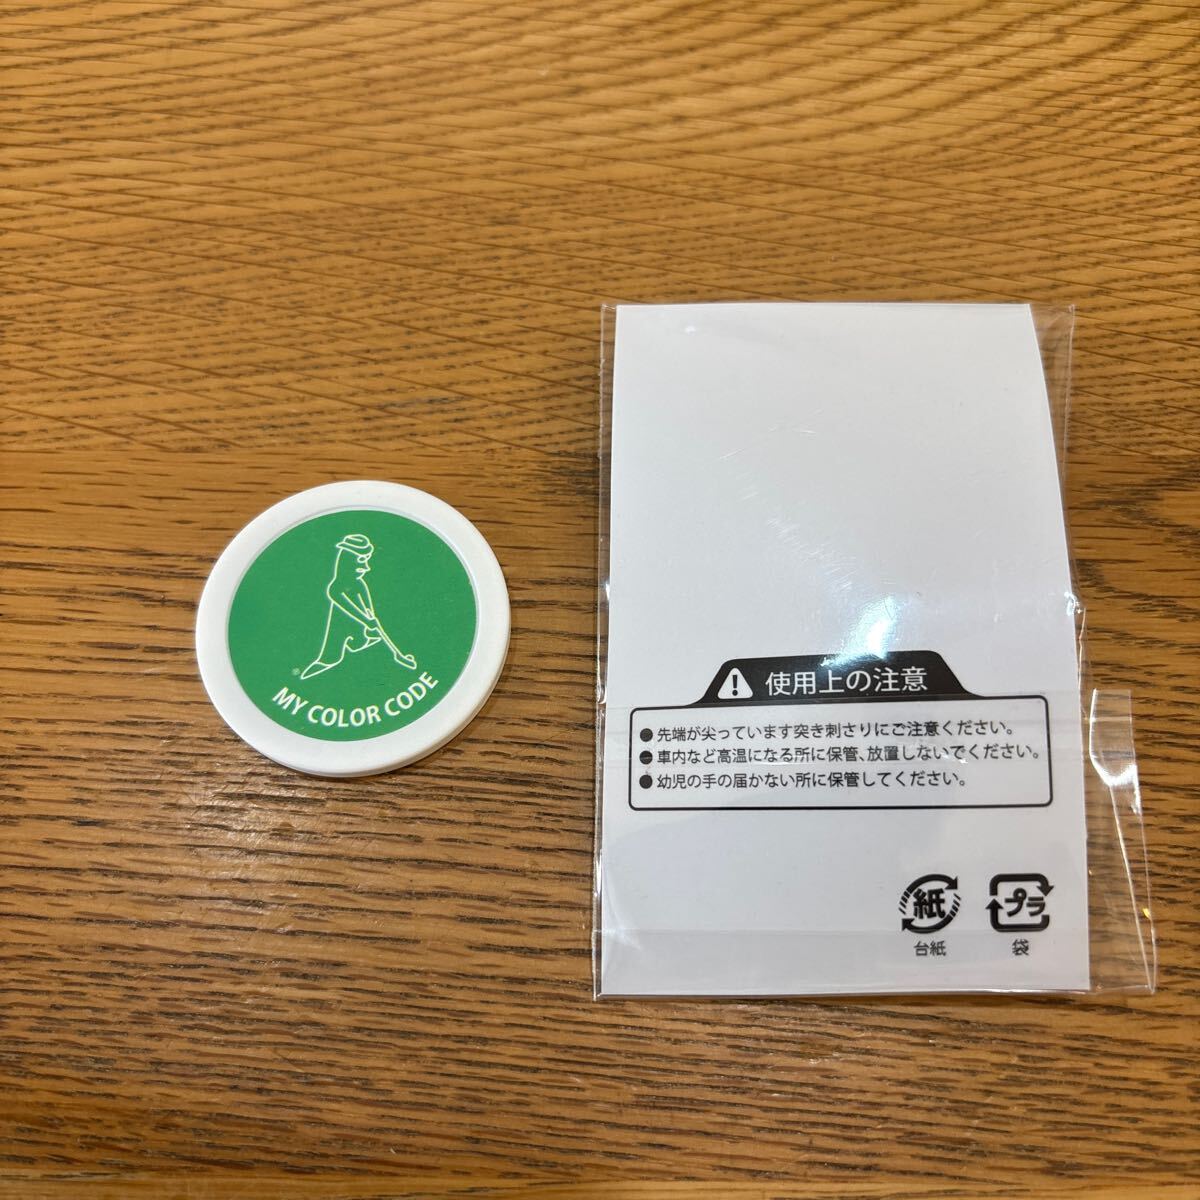 ®
MY COLOR CODE
使用上の注意
●先端が尖っています突き刺さりにご注意ください。
●車内など高温になる所に保管、放置しないでください。
●幼児の手の届かない所に保管してください。
紙
台紙
プラ
袋